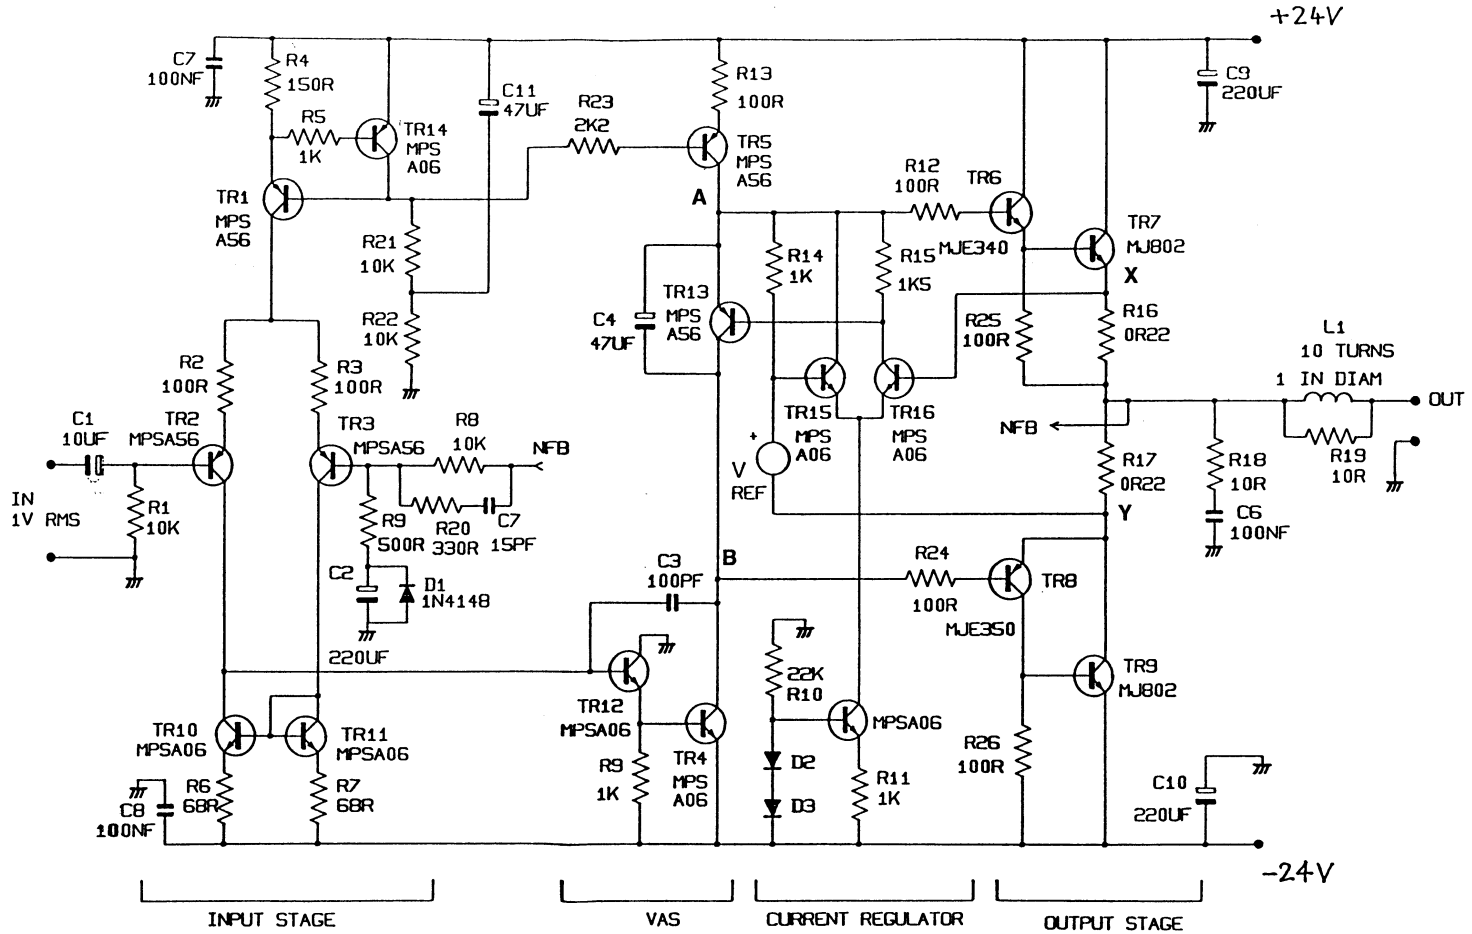 +24V
C7
100NF
R4
150R
R5
1K
TR14
MPS
A06
C11
47UF
R23
2K2
R13
100R
TR5
MPS
A56
C9
220UF
TR1
MPS
A56
A
R12
100R
TR6
MJE340
TR7
MJ802
X
R21
10K
R22
10K
R14
1K
R15
1K5
TR13
MPS
A56
C4
47UF
R25
100R
R16
0R22
L1
10 TURNS
1 IN DIAM
OUT
R2
100R
R3
100R
TR15
MPS
A06
TR16
MPS
A06
NFB
C1
10UF
TR2
MPSA56
TR3
MPSA56
R8
10K
NFB
+
V
REF
R17
0R22
Y
R18
10R
R19
10R
C6
100NF
IN
1V RMS
R1
10K
R9
500R
R20
330R
C7
15PF
C2
220UF
D1
1N4148
B
C3
100PF
R24
100R
TR8
MJE350
TR12
MPSA06
22K
R10
MPSA06
TR9
MJ802
TR10
MPSA06
TR11
MPSA06
R9
1K
TR4
MPS
A06
D2
D3
R11
1K
R26
100R
C10
220UF
R6
68R
R7
68R
C8
100NF
-24V
INPUT STAGE
VAS
CURRENT REGULATOR
OUTPUT STAGE